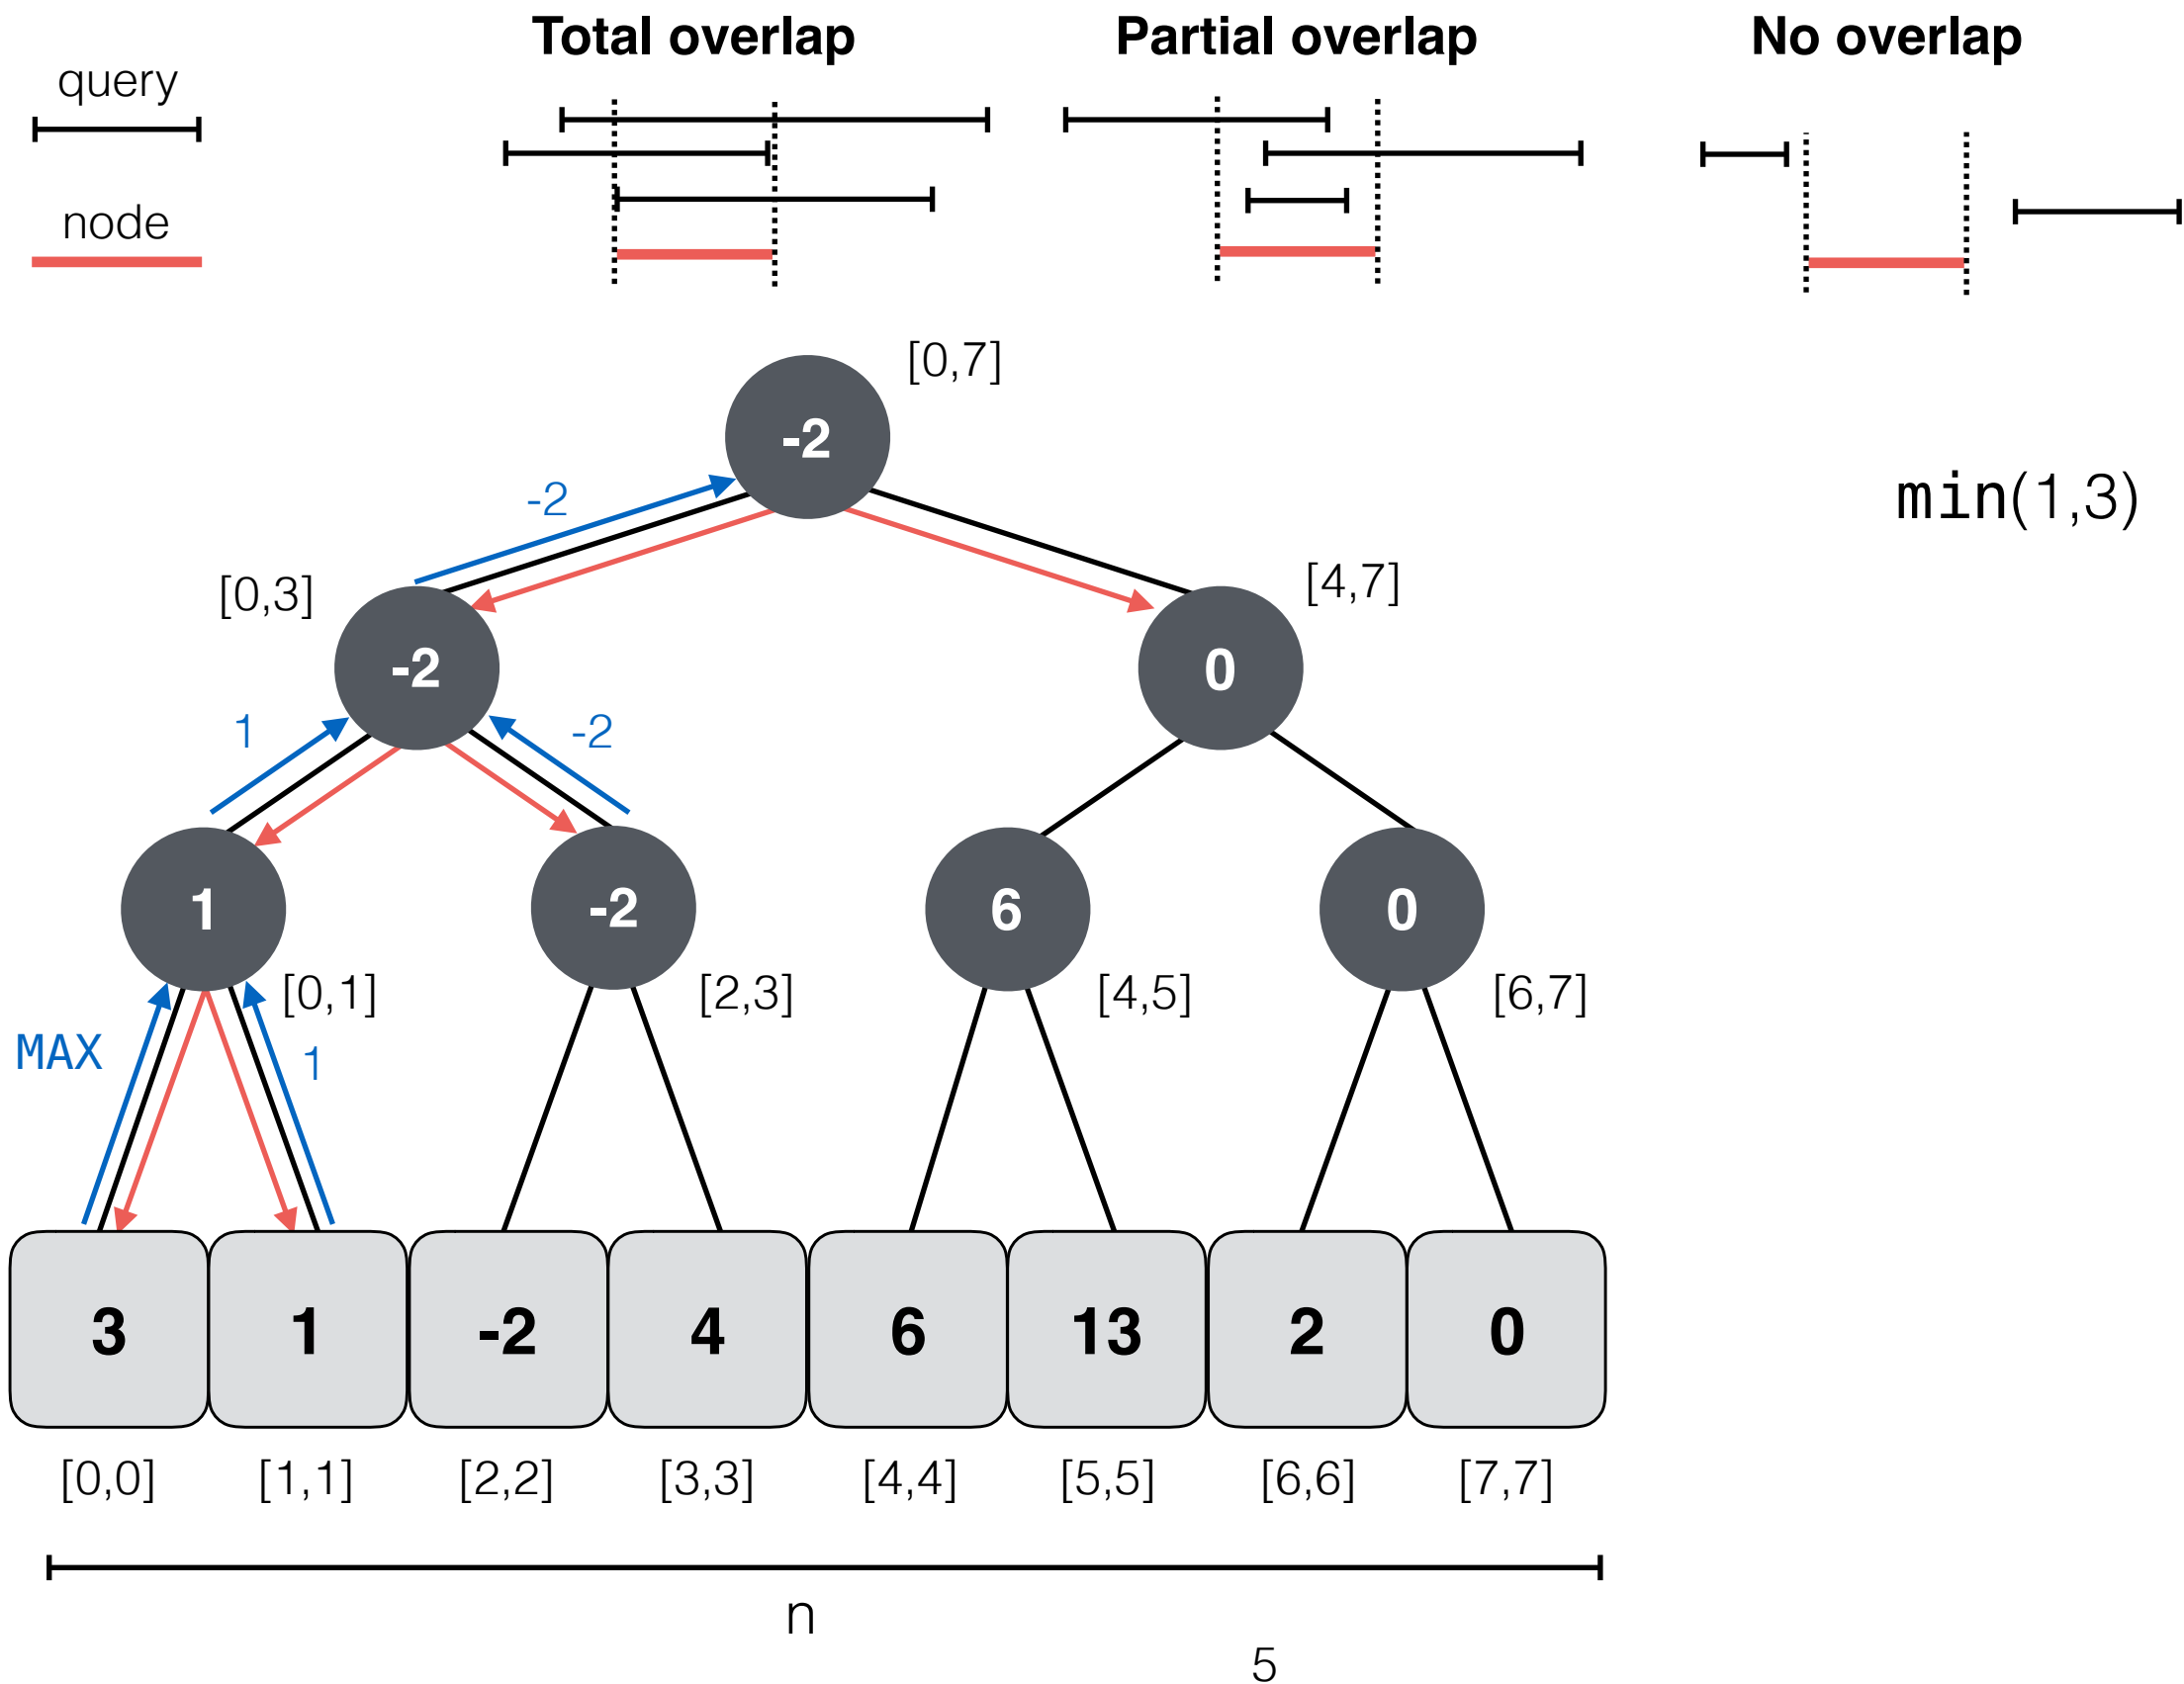 Total overlap
Partial overlap
No overlap
query
node
[0,7]
-2
-2
min(1,3)
[0,3]
[4,7]
-2
0
1
-2
1
-2
6
0
[0,1]
[2,3]
[4,5]
[6,7]
MAX
1
3 1 -2 4 6 13 2 0
[0,0] [1,1] [2,2] [3,3] [4,4] [5,5] [6,6] [7,7]
n
5